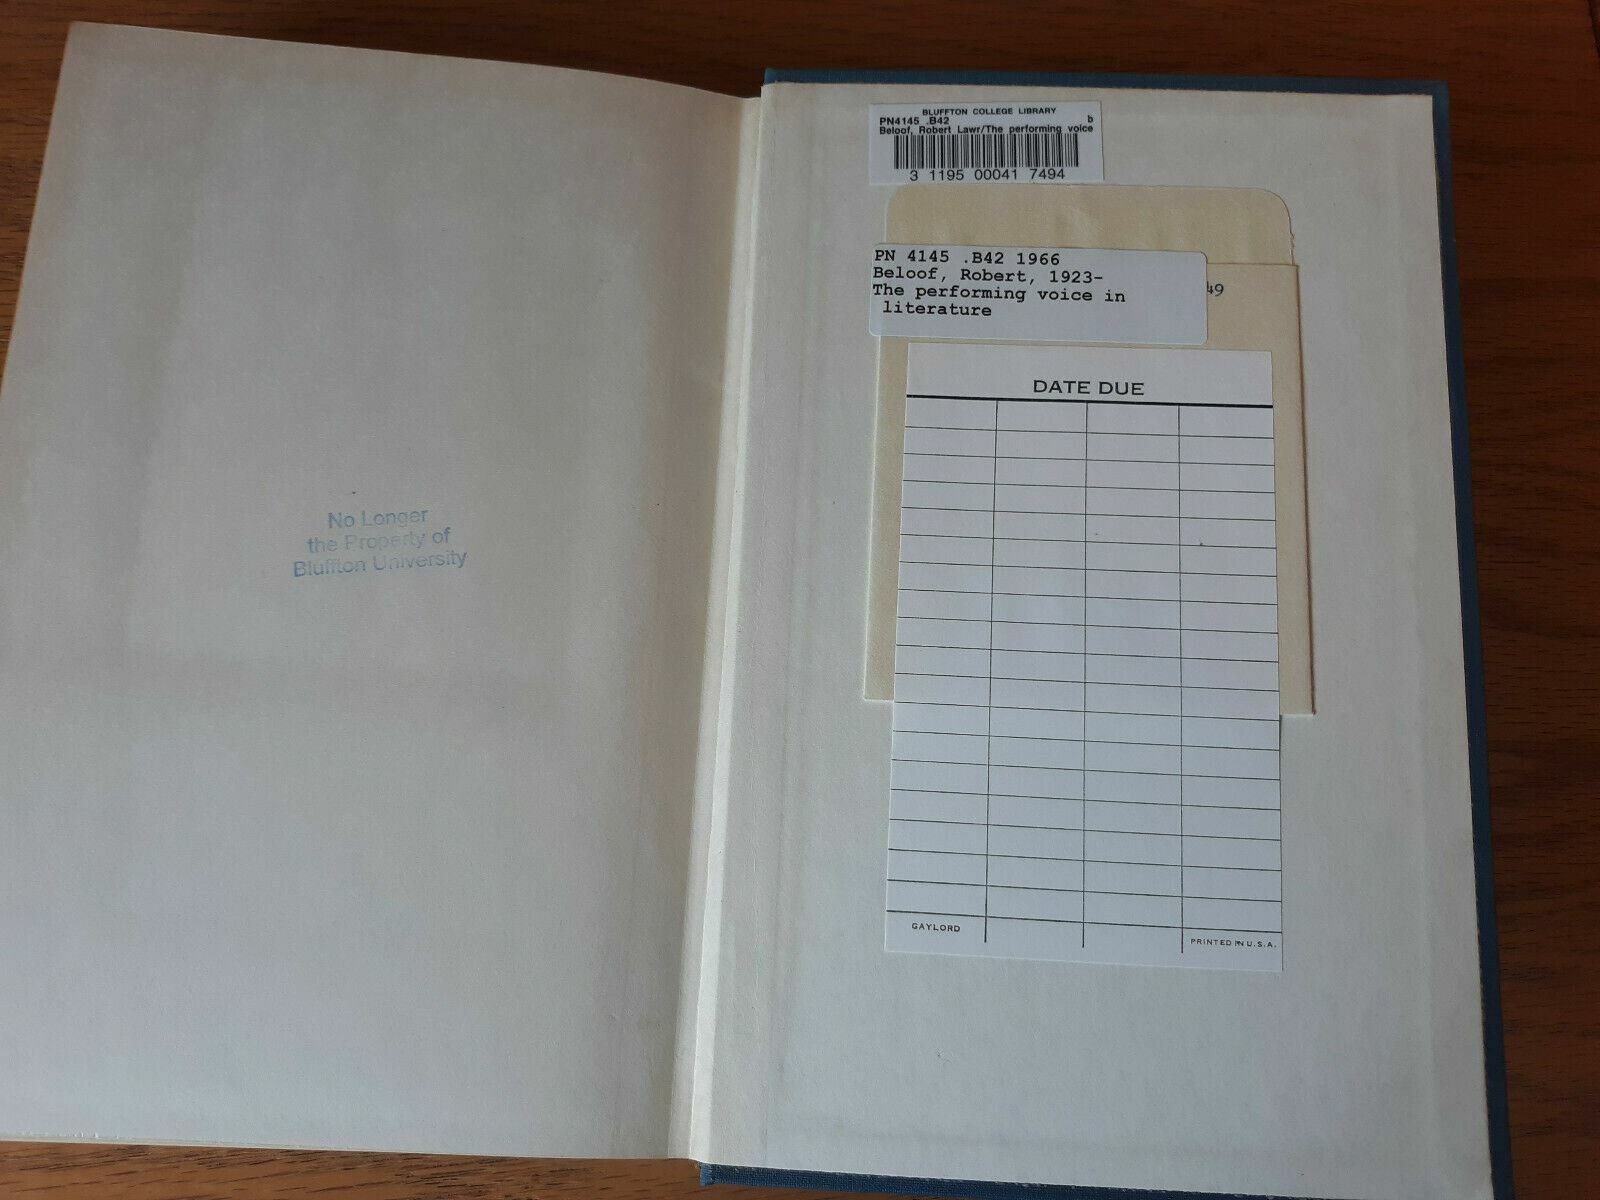 No Longer
the Property of
Bluffton University
BLUFFTON COLLEGE LIBRARY
PN4145 .B42 b
Beloof, Robert Lawr/The performing voice
3 1195 00041 7494
PN 4145 .B42 1966
Beloof, Robert, 1923-
The performing voice in
literature
49
DATE DUE
GAYLORD
PRINTED IN U.S.A.